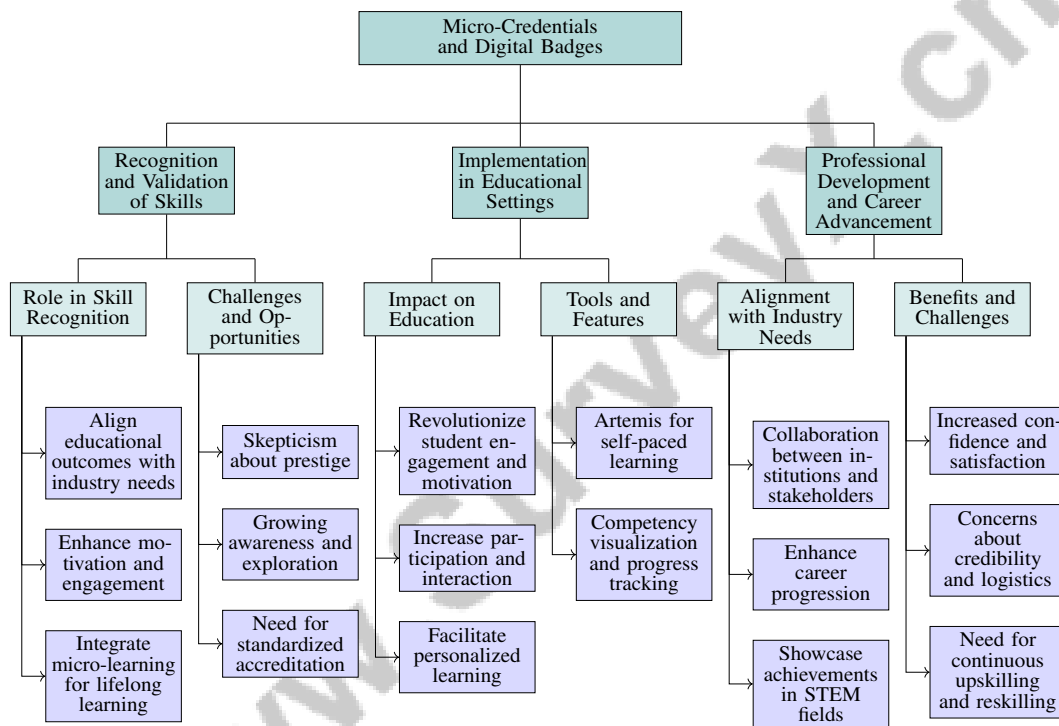 Micro-Credentials
and Digital Badges
Recognition
and Validation
of Skills
Implementation
in Educational
Settings
Professional
Development
and Career
Advancement
Role in Skill
Recognition
Challenges
and Op-
portunities
Impact on
Education
Tools and
Features
Alignment
with Industry
Needs
Benefits and
Challenges
Align
educational
outcomes with
industry needs
Enhance mo-
tivation and
engagement
Integrate
micro-learning
for lifelong
learning
Skepticism
about prestige
Growing
awareness and
exploration
Need for
standardized
accreditation
Revolutionize
student en-
gagement and
motivation
Increase par-
ticipation and
interaction
Facilitate
personalized
learning
Artemis for
self-paced
learning
Competency
visualization
and progress
tracking
Collaboration
between in-
stitutions and
stakeholders
Enhance
career
progression
Showcase
achievements
in STEM
fields
Increased con-
fidence and
satisfaction
Concerns
about
credibility
and logistics
Need for
continuous
upskilling
and reskilling
www.Surveyx.cn